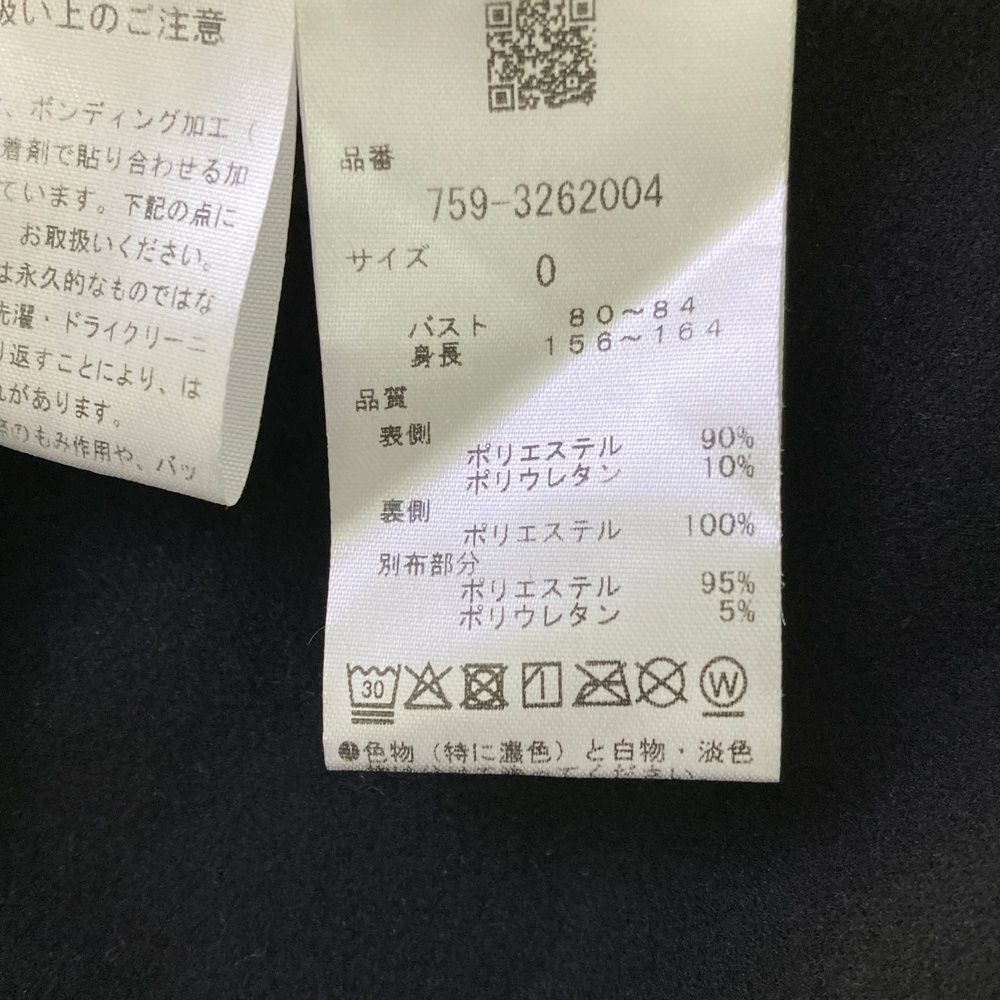 扱い上のご注意
、ボンディング加工（
着剤で貼り合わせる加
ています。下記の点に
お取扱いください。
は永久的なものではな
洗濯・ドライクリーニ
り返すことにより、は
れがあります。
のもみ作用や、バッ
品番
759-3262004
サイズ 0
バスト 80～84
身長 156～164
品質
表側
ポリエステル 90%
ポリウレタン 10%
裏側
ポリエステル 100%
別布部分
ポリエステル 95%
ポリウレタン 5%
30 W
●色物（特に濃色）と白物・淡色